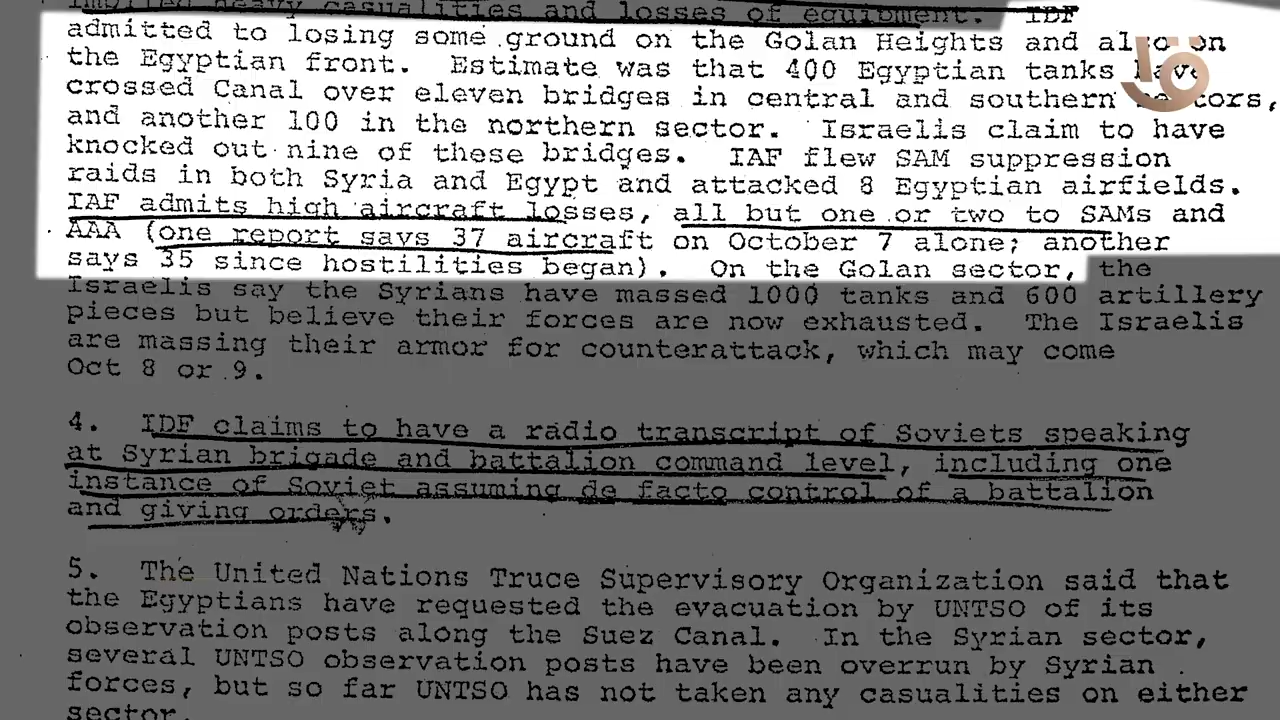 inflicted heavy casualities and losses of equipment. IDF
admitted to losing some ground on the Golan Heights and also on
the Egyptian front. Estimate was that 400 Egyptian tanks have
crossed Canal over eleven bridges in central and southern sectors,
and another 100 in the northern sector. Israelis claim to have
knocked out nine of these bridges. IAF flew SAM suppression
raids in both Syria and Egypt and attacked 8 Egyptian airfields.
IAF admits high aircraft losses, all but one or two to SAMs and
AAA (one report says 37 aircraft on October 7 alone; another
says 35 since hostilities began). On the Golan sector, the
Israelis say the Syrians have massed 1000 tanks and 600 artillery
pieces but believe their forces are now exhausted. The Israelis
are massing their armor for counterattack, which may come
Oct 8 or 9.
4. IDF claims to have a radio transcript of Soviets speaking
at Syrian brigade and battalion command level, including one
instance of Soviet assuming de facto control of a battalion
and giving orders.
5. The United Nations Truce Supervisory Organization said that
the Egyptians have requested the evacuation by UNTSO of its
observation posts along the Suez Canal. In the Syrian sector,
several UNTSO observation posts have been overrun by Syrian
forces, but so far UNTSO has not taken any casualities on either
sector.